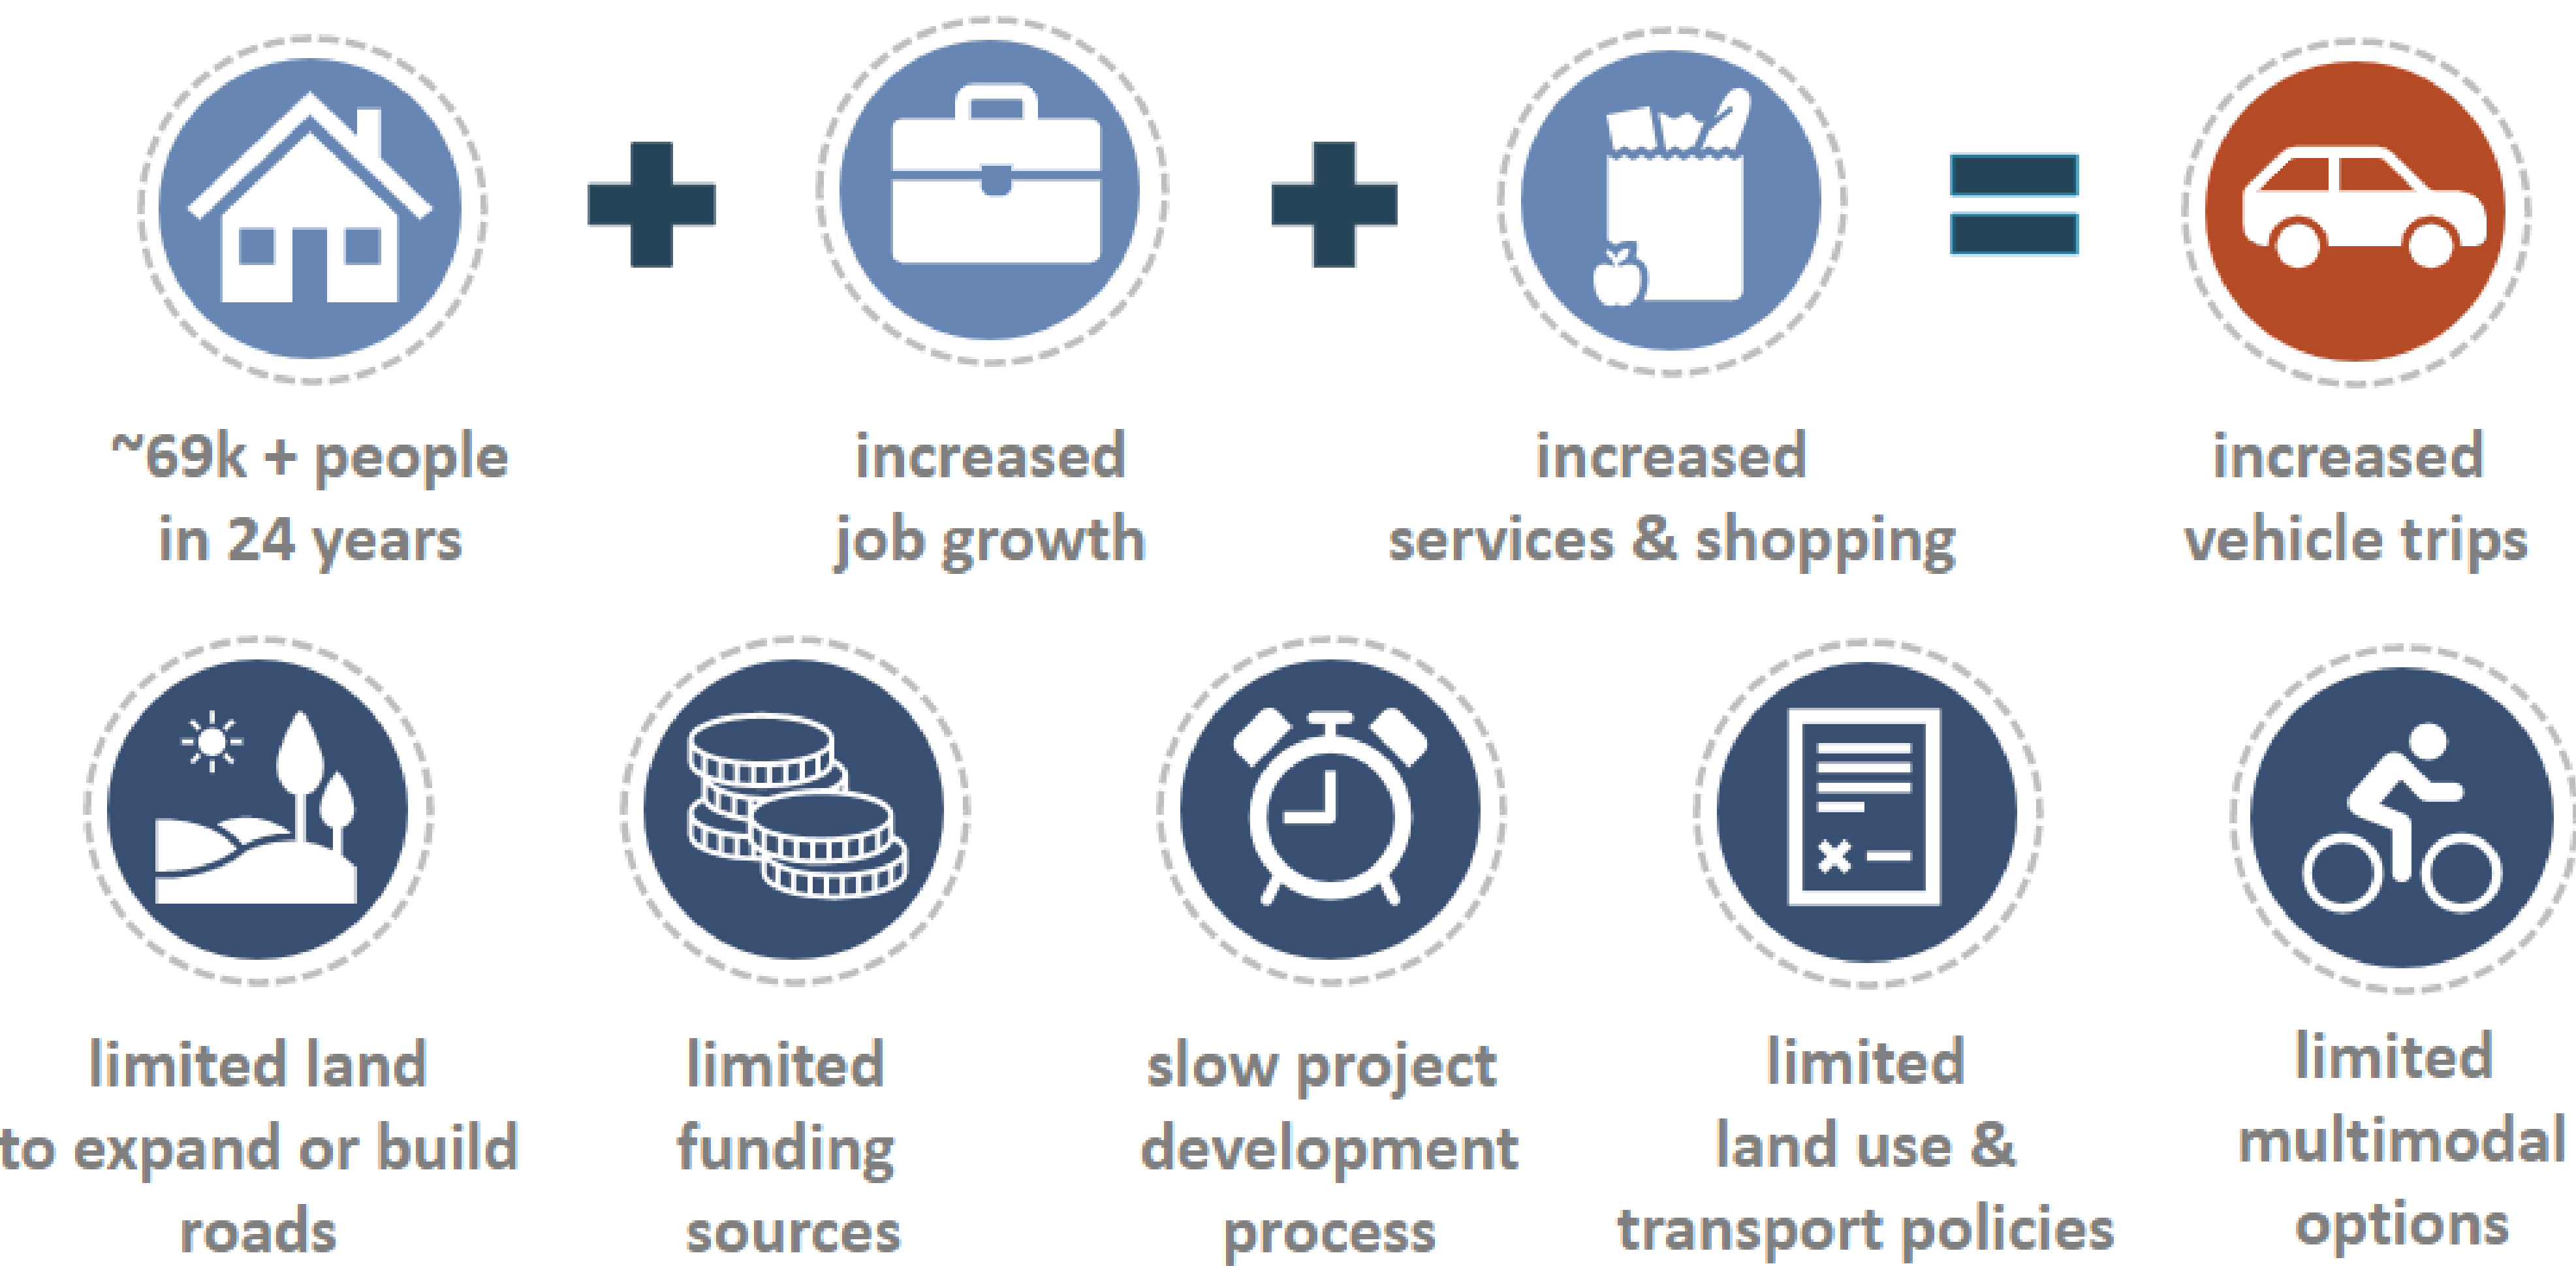 ~69k + people
in 24 years
increased
job growth
increased
services & shopping
increased
vehicle trips
limited land
to expand or build
roads
limited
funding
sources
slow project
development
process
limited
land use &
transport policies
limited
multimodal
options